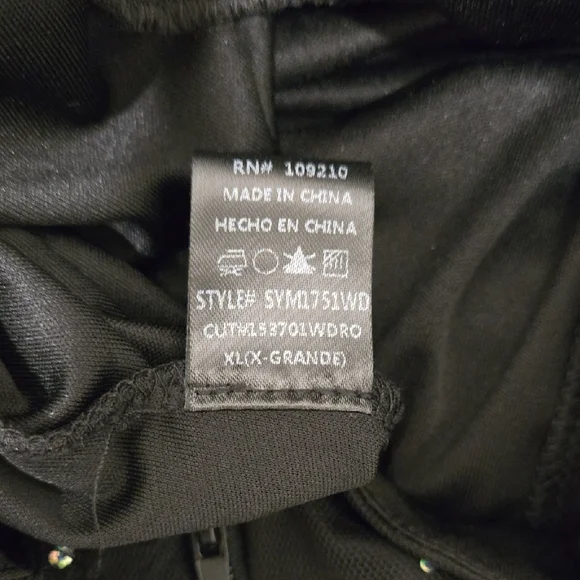 RN# 109210
MADE IN CHINA
HECHO EN CHINA
STYLE# SYM1751WD
CUT#153701WDRO
XL(X-GRANDE)